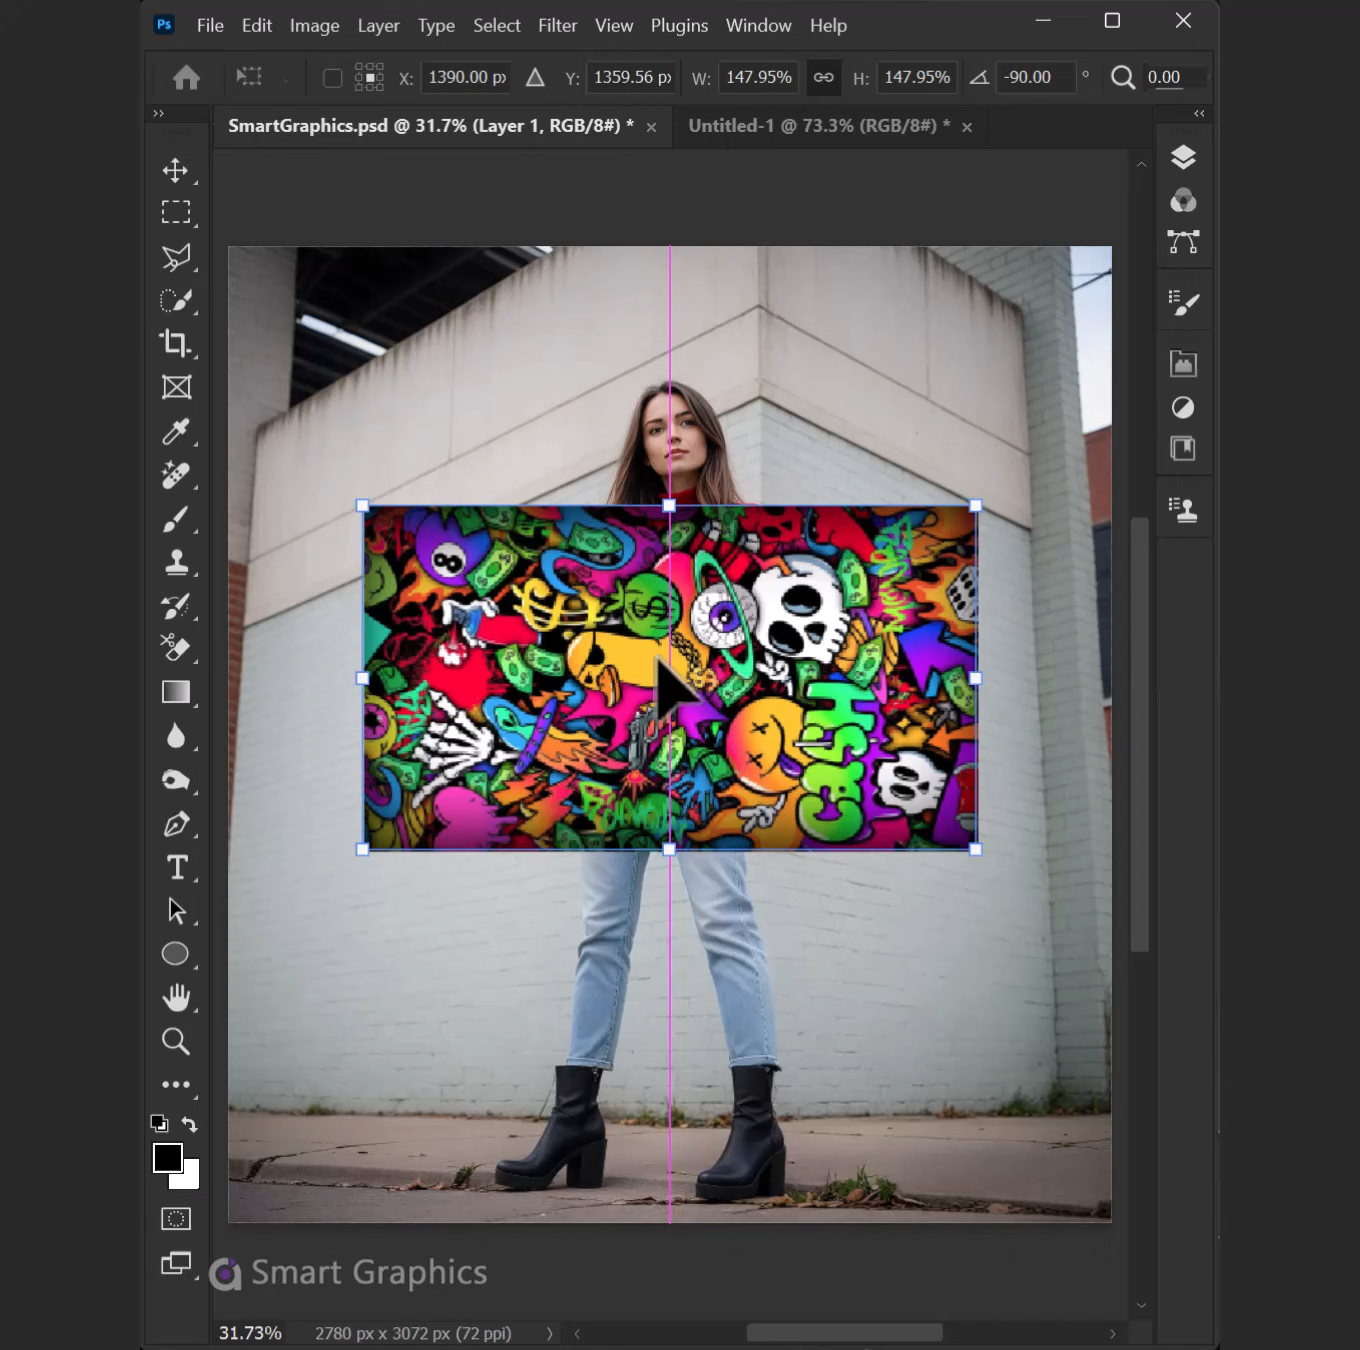 Ps File Edit Image Layer Type Select Filter View Plugins Window Help
X: 1390.00 px Y: 1359.56 px W: 147.95% H: 147.95% -90.00 ° 0.00
SmartGraphics.psd @ 31.7% (Layer 1, RGB/8#) * × Untitled-1 @ 73.3% (RGB/8#) * ×
CASH
Smart Graphics
31.73% 2780 px x 3072 px (72 ppi)